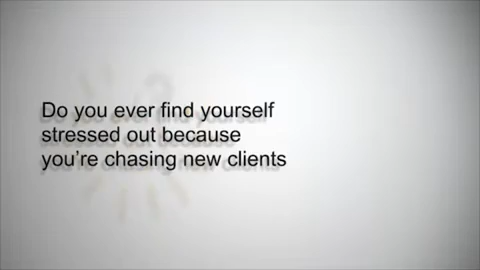 Do you ever find yourself
stressed out because
you’re chasing new clients